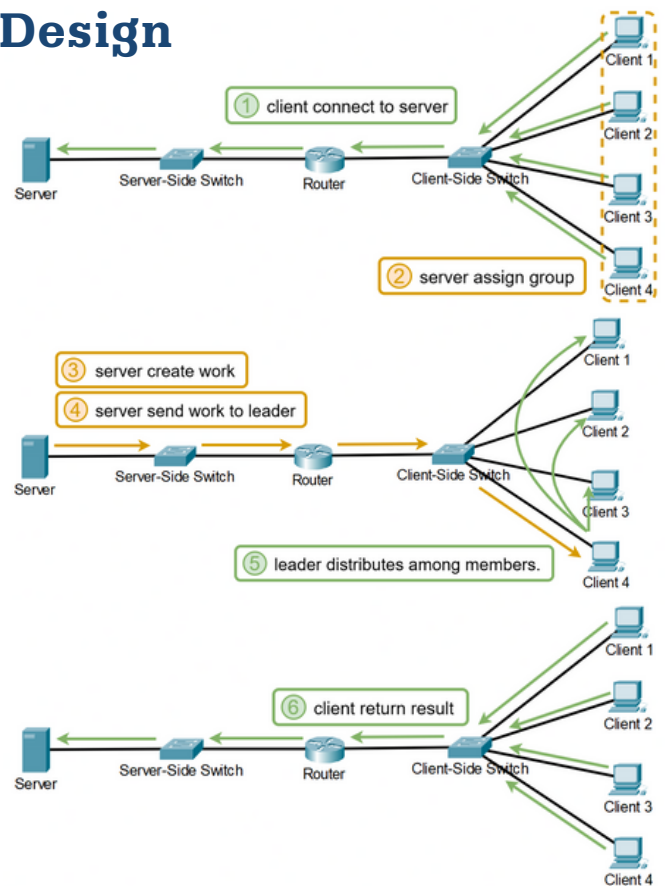 Design
Client 1
① client connect to server
Client 2
Server
Server-Side Switch
Router
Client-Side Switch
Client 3
② server assign group
Client 4
③ server create work
④ server send work to leader
Client 1
Client 2
Server
Server-Side Switch
Router
Client-Side Switch
Client 3
⑤ leader distributes among members.
Client 4
Client 1
⑥ client return result
Client 2
Server
Server-Side Switch
Router
Client-Side Switch
Client 3
Client 4